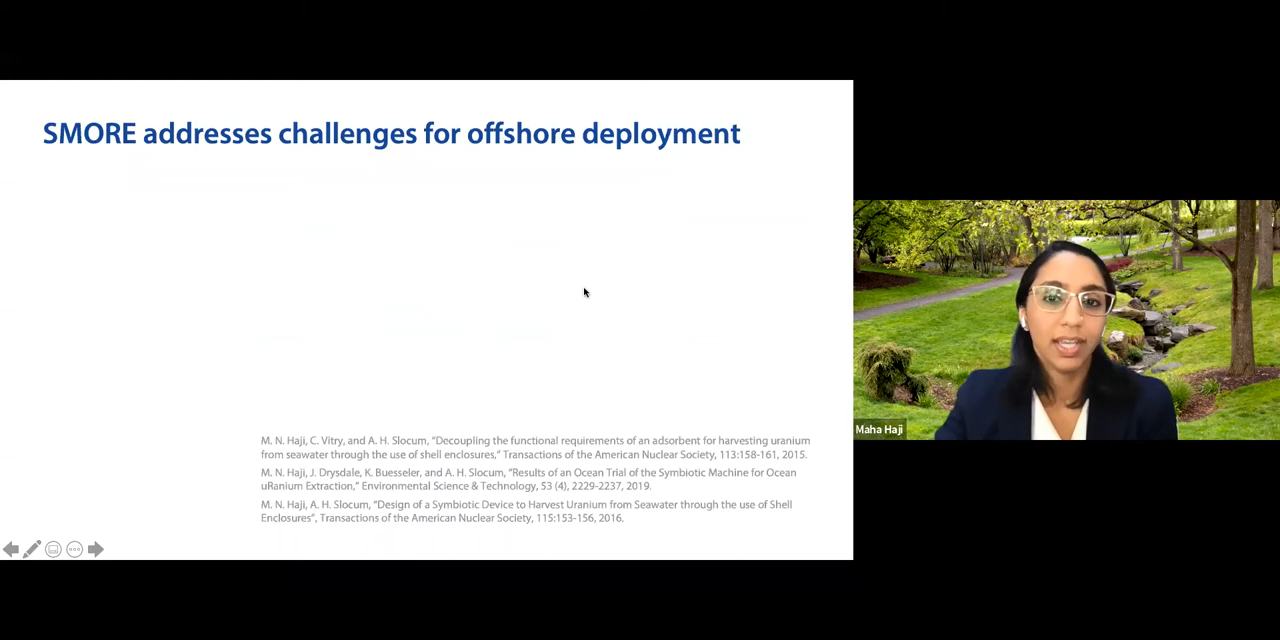 SMORE addresses challenges for offshore deployment
M. N. Haji, C. Vitry, and A. H. Slocum, “Decoupling the functional requirements of an adsorbent for harvesting uranium
from seawater through the use of shell enclosures,” Transactions of the American Nuclear Society, 113:158-161, 2015.
M. N. Haji, J. Drysdale, K. Buesseler, and A. H. Slocum, “Results of an Ocean Trial of the Symbiotic Machine for Ocean
uRanium Extraction,” Environmental Science & Technology, 53 (4), 2229-2237, 2019.
M. N. Haji, A. H. Slocum, “Design of a Symbiotic Device to Harvest Uranium from Seawater through the use of Shell
Enclosures”, Transactions of the American Nuclear Society, 115:153-156, 2016.
Maha Haji